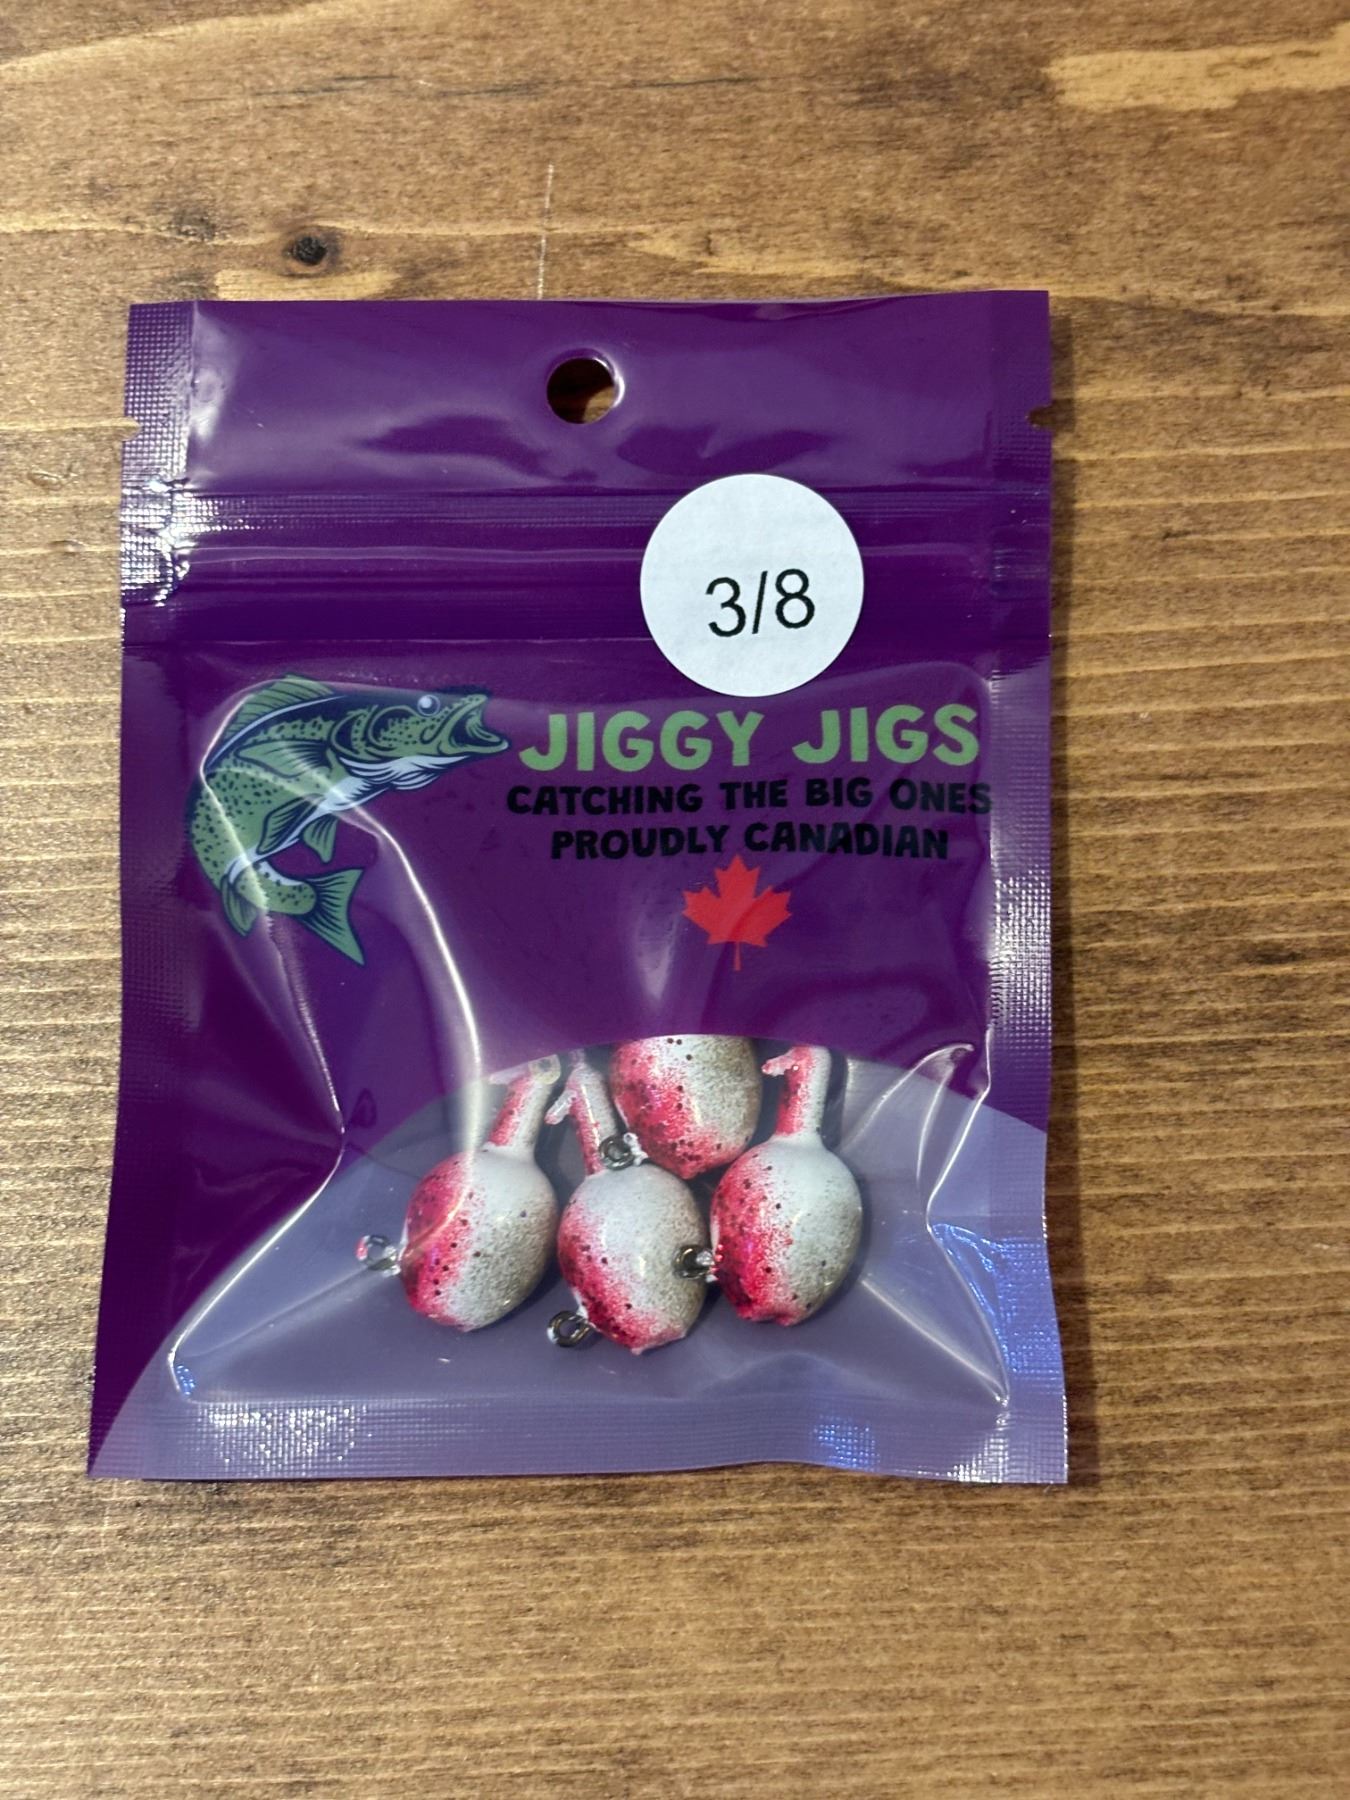 3/8
JIGGY JIGS
CATCHING THE BIG ONES
PROUDLY CANADIAN